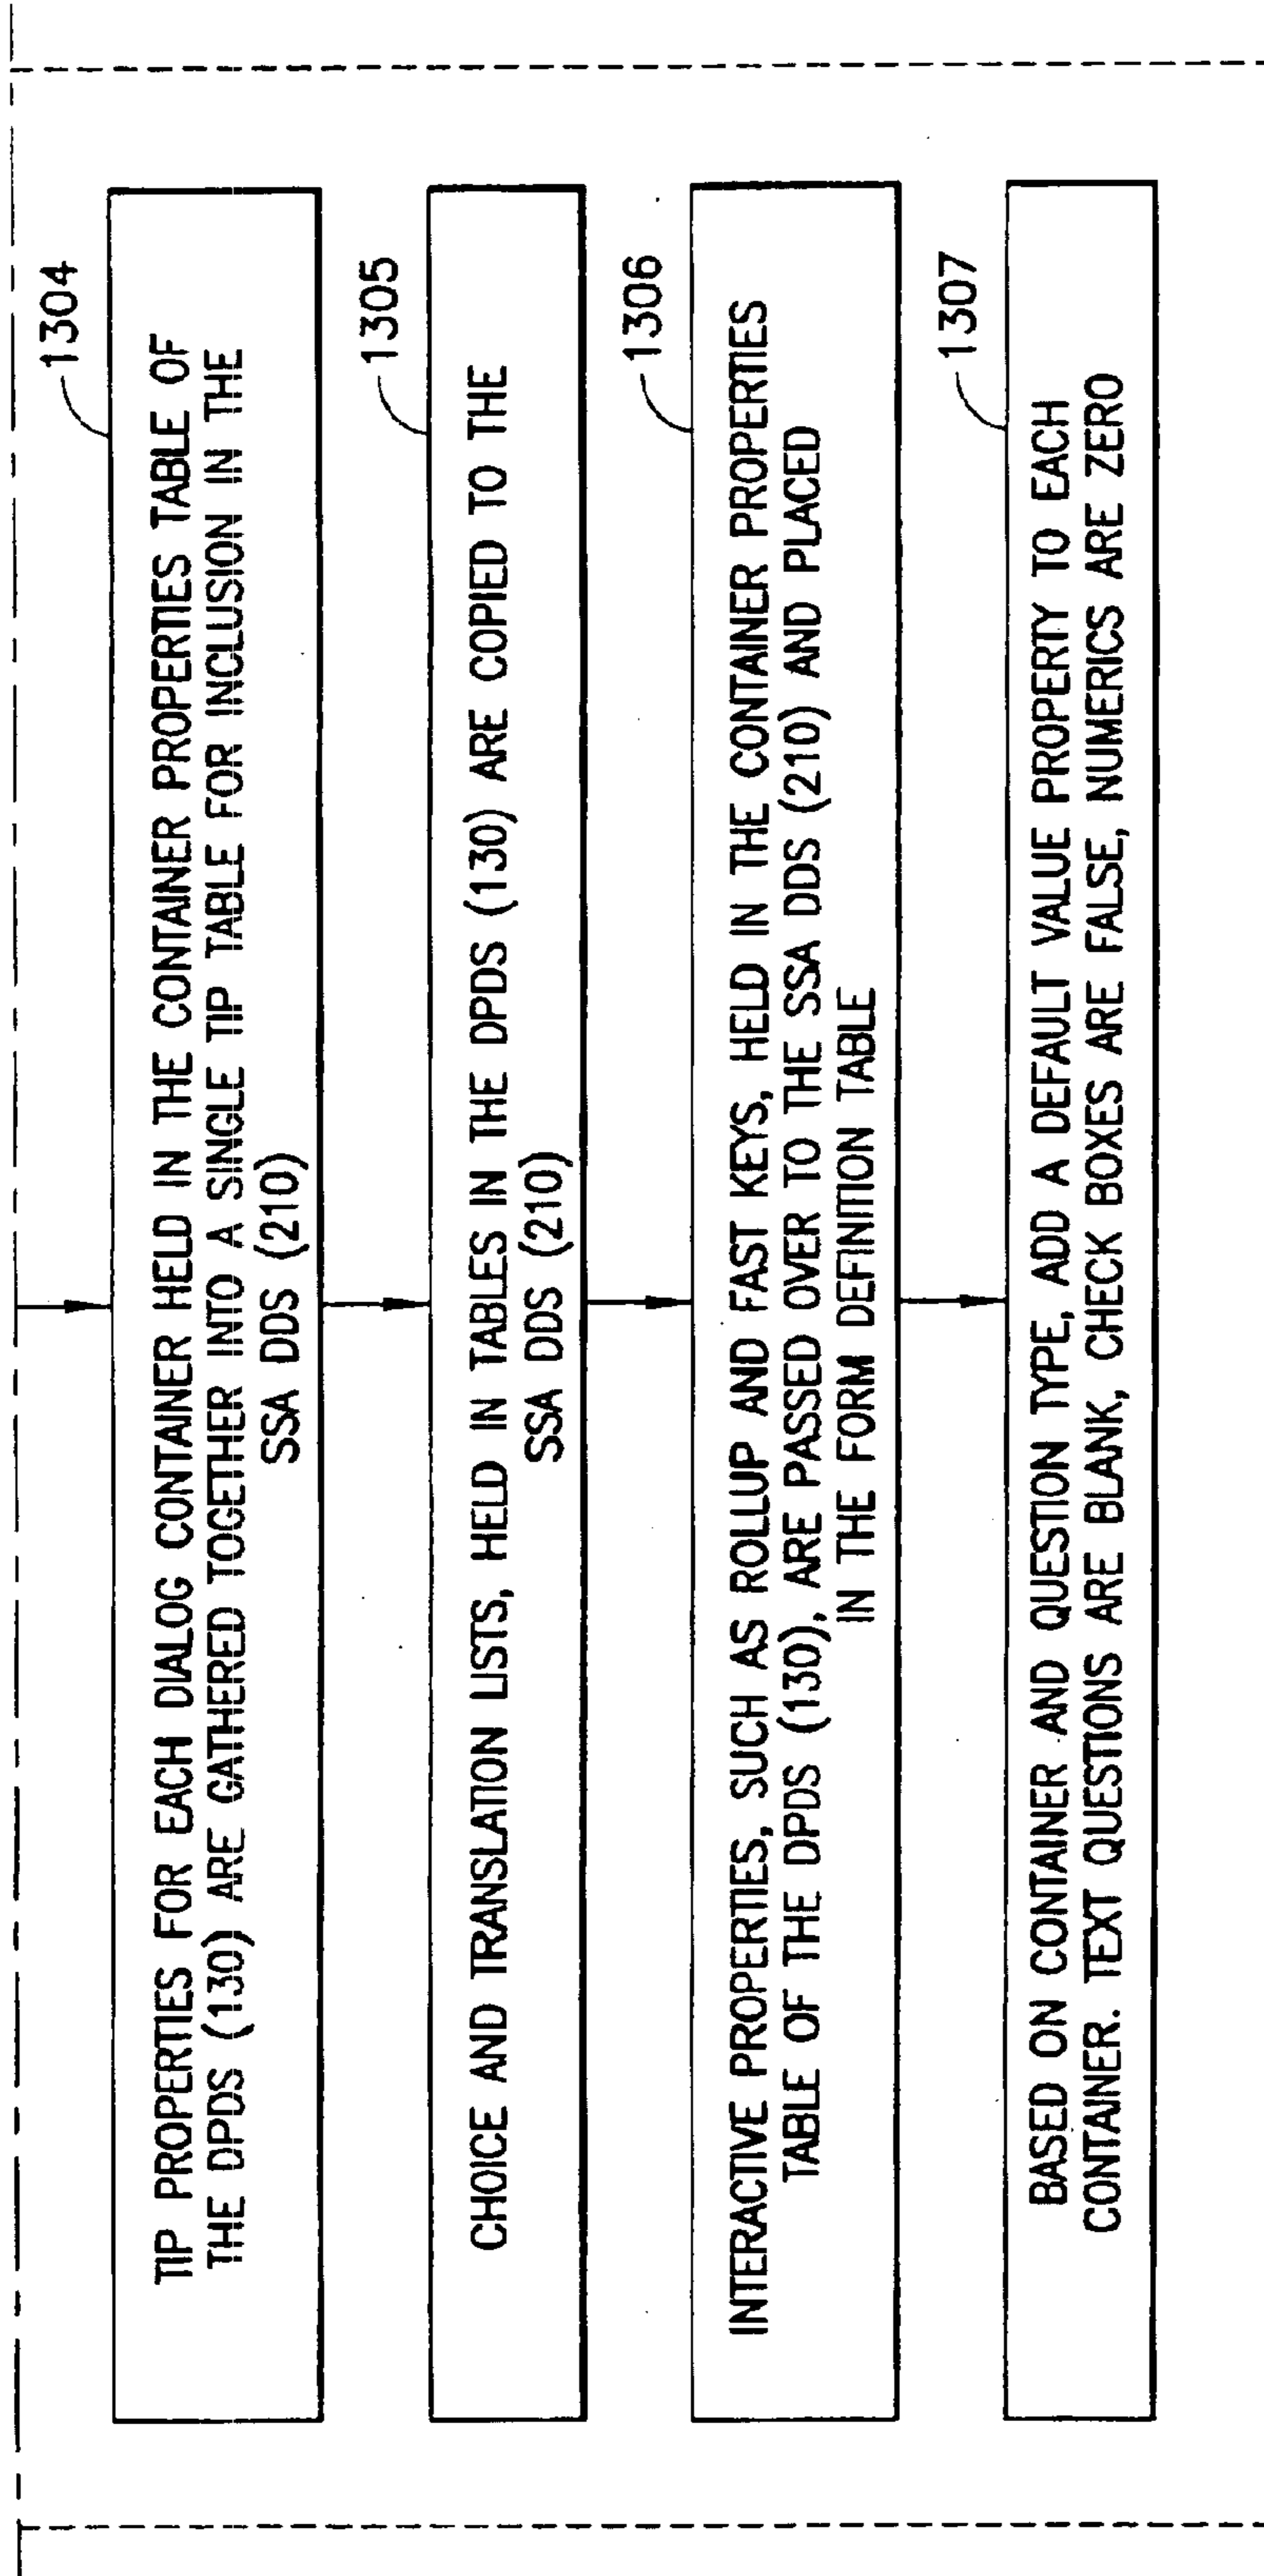 1304
TIP PROPERTIES FOR EACH DIALOG CONTAINER HELD IN THE CONTAINER PROPERTIES TABLE OF
THE DPDS (130) ARE GATHERED TOGETHER INTO A SINGLE TIP TABLE FOR INCLUSION IN THE
SSA DDS (210)
1305
CHOICE AND TRANSLATION LISTS, HELD IN TABLES IN THE DPDS (130) ARE COPIED TO THE
SSA DDS (210)
1306
INTERACTIVE PROPERTIES, SUCH AS ROLLUP AND FAST KEYS, HELD IN THE CONTAINER PROPERTIES
TABLE OF THE DPDS (130), ARE PASSED OVER TO THE SSA DDS (210) AND PLACED
IN THE FORM DEFINITION TABLE
1307
BASED ON CONTAINER AND QUESTION TYPE, ADD A DEFAULT VALUE PROPERTY TO EACH
CONTAINER. TEXT QUESTIONS ARE BLANK, CHECK BOXES ARE FALSE, NUMERICS ARE ZERO